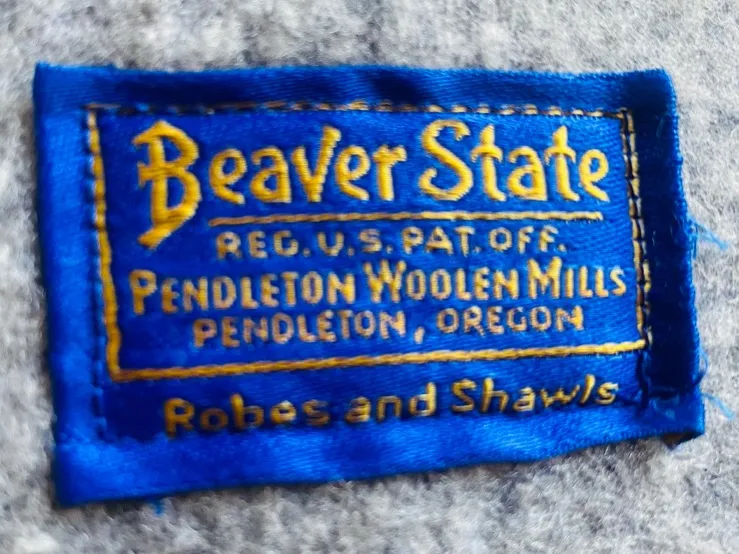 Beaver State
REG. U.S. PAT. OFF.
PENDLETON WOOLEN MILLS
PENDLETON, OREGON
Robes and Shawls